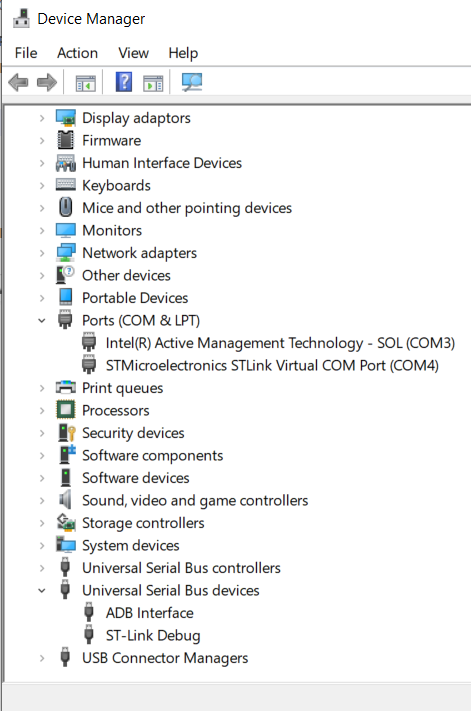 Device Manager
File Action View Help
Display adaptors
Firmware
Human Interface Devices
Keyboards
Mice and other pointing devices
Monitors
Network adapters
Other devices
Portable Devices
Ports (COM & LPT)
Intel(R) Active Management Technology - SOL (COM3)
STMicroelectronics STLink Virtual COM Port (COM4)
Print queues
Processors
Security devices
Software components
Software devices
Sound, video and game controllers
Storage controllers
System devices
Universal Serial Bus controllers
Universal Serial Bus devices
ADB Interface
ST-Link Debug
USB Connector Managers